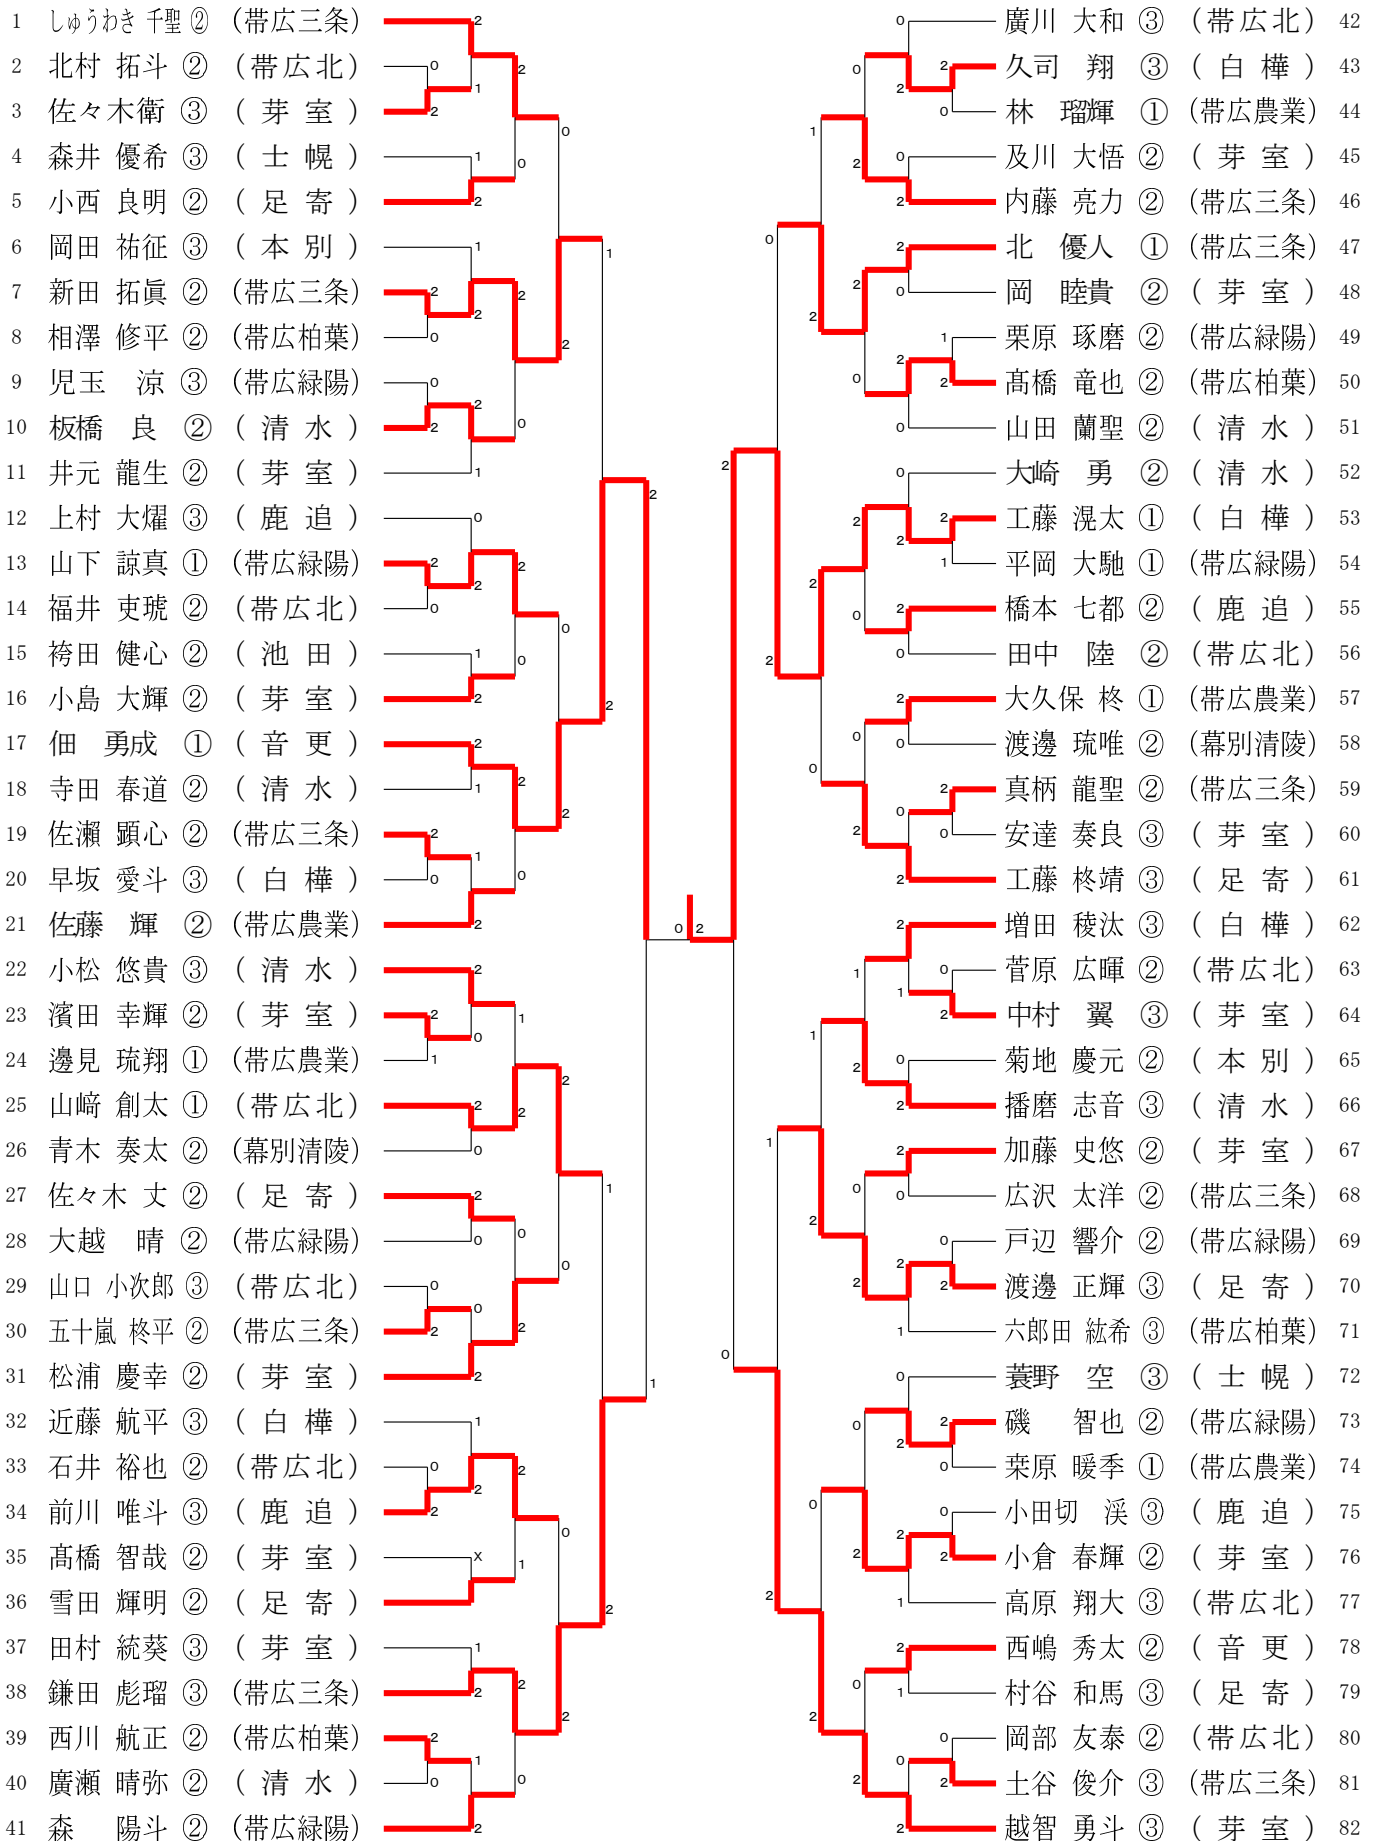 1 しゅうわき 千聖 ② (帯広三条)
2 北村 拓斗 ② (帯広北)
3 佐々木衛 ③ (芽室)
4 森井 優希 ③ (士幌)
5 小西 良明 ② (足寄)
6 岡田 祐征 ③ (本別)
7 新田 拓眞 ② (帯広三条)
8 相澤 修平 ② (帯広柏葉)
9 児玉 涼 ③ (帯広緑陽)
10 板橋 良 ② (清水)
11 井元 龍生 ② (芽室)
12 上村 大燿 ③ (鹿追)
13 山下 諒真 ① (帯広緑陽)
14 福井 吏琥 ② (帯広北)
15 袴田 健心 ② (池田)
16 小島 大輝 ② (芽室)
17 佃 勇成 ① (音更)
18 寺田 春道 ② (清水)
19 佐瀬 顕心 ② (帯広三条)
20 早坂 愛斗 ③ (白樺)
21 佐藤 輝 ② (帯広農業)
22 小松 悠貴 ③ (清水)
23 濱田 幸輝 ② (芽室)
24 邊見 琉翔 ① (帯広農業)
25 山﨑 創太 ① (帯広北)
26 青木 奏太 ② (幕別清陵)
27 佐々木 丈 ② (足寄)
28 大越 晴 ② (帯広緑陽)
29 山口 小次郎 ③ (帯広北)
30 五十嵐 柊平 ② (帯広三条)
31 松浦 慶幸 ② (芽室)
32 近藤 航平 ③ (白樺)
33 石井 裕也 ② (帯広北)
34 前川 唯斗 ③ (鹿追)
35 髙橋 智哉 ② (芽室)
36 雪田 輝明 ② (足寄)
37 田村 統葵 ③ (芽室)
38 鎌田 彪瑠 ③ (帯広三条)
39 西川 航正 ② (帯広柏葉)
40 廣瀬 晴弥 ② (清水)
41 森 陽斗 ② (帯広緑陽)
廣川 大和 ③ (帯広北) 42
久司 翔 ③ (白樺) 43
林 瑠輝 ① (帯広農業) 44
及川 大悟 ② (芽室) 45
内藤 亮力 ② (帯広三条) 46
北 優人 ① (帯広三条) 47
岡 睦貴 ② (芽室) 48
栗原 琢磨 ② (帯広緑陽) 49
髙橋 竜也 ② (帯広柏葉) 50
山田 蘭聖 ② (清水) 51
大崎 勇 ② (清水) 52
工藤 滉太 ① (白樺) 53
平岡 大馳 ① (帯広緑陽) 54
橋本 七都 ② (鹿追) 55
田中 陸 ② (帯広北) 56
大久保 柊 ① (帯広農業) 57
渡邊 琉唯 ② (幕別清陵) 58
真柄 龍聖 ② (帯広三条) 59
安達 奏良 ③ (芽室) 60
工藤 柊靖 ③ (足寄) 61
増田 稜汰 ③ (白樺) 62
菅原 広暉 ② (帯広北) 63
中村 翼 ③ (芽室) 64
菊地 慶元 ② (本別) 65
播磨 志音 ③ (清水) 66
加藤 史悠 ② (芽室) 67
広沢 太洋 ② (帯広三条) 68
戸辺 響介 ② (帯広緑陽) 69
渡邊 正輝 ③ (足寄) 70
六郎田 紘希 ③ (帯広柏葉) 71
蓑野 空 ③ (士幌) 72
磯 智也 ② (帯広緑陽) 73
桒原 暖季 ① (帯広農業) 74
小田切 渓 ③ (鹿追) 75
小倉 春輝 ② (芽室) 76
高原 翔大 ③ (帯広北) 77
西嶋 秀太 ② (音更) 78
村谷 和馬 ③ (足寄) 79
岡部 友泰 ② (帯広北) 80
土谷 俊介 ③ (帯広三条) 81
越智 勇斗 ③ (芽室) 82